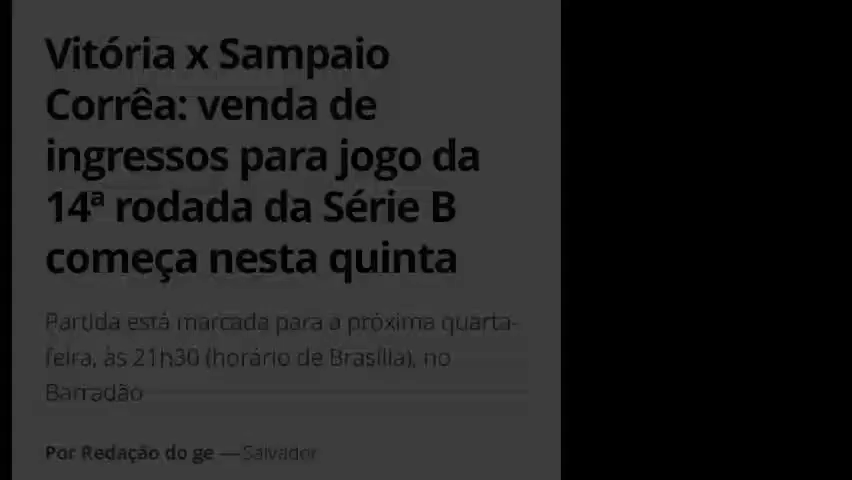 Vitória x Sampaio
Corrêa: venda de
ingressos para jogo da
14ª rodada da Série B
começa nesta quinta
Partida está marcada para a próxima quarta-
feira, às 21h30 (horário de Brasília), no
Barradão
Por Redação do ge — Salvador